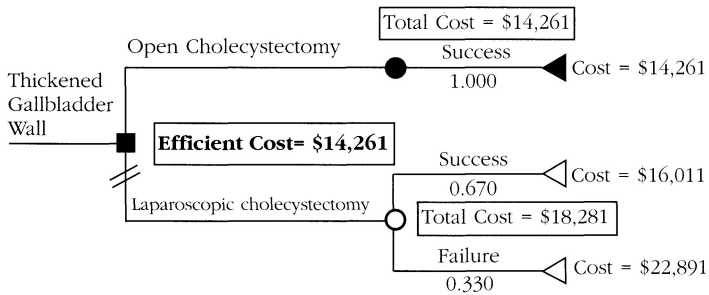 Total Cost = $14,261
Open Cholecystectomy
Success
1.000
Cost = $14,261
Thickened
Gallbladder
Wall
Efficient Cost= $14,261
Success
0.670
Cost = $16,011
Laparoscopic cholecystectomy
Total Cost = $18,281
Failure
0.330
Cost = $22,891